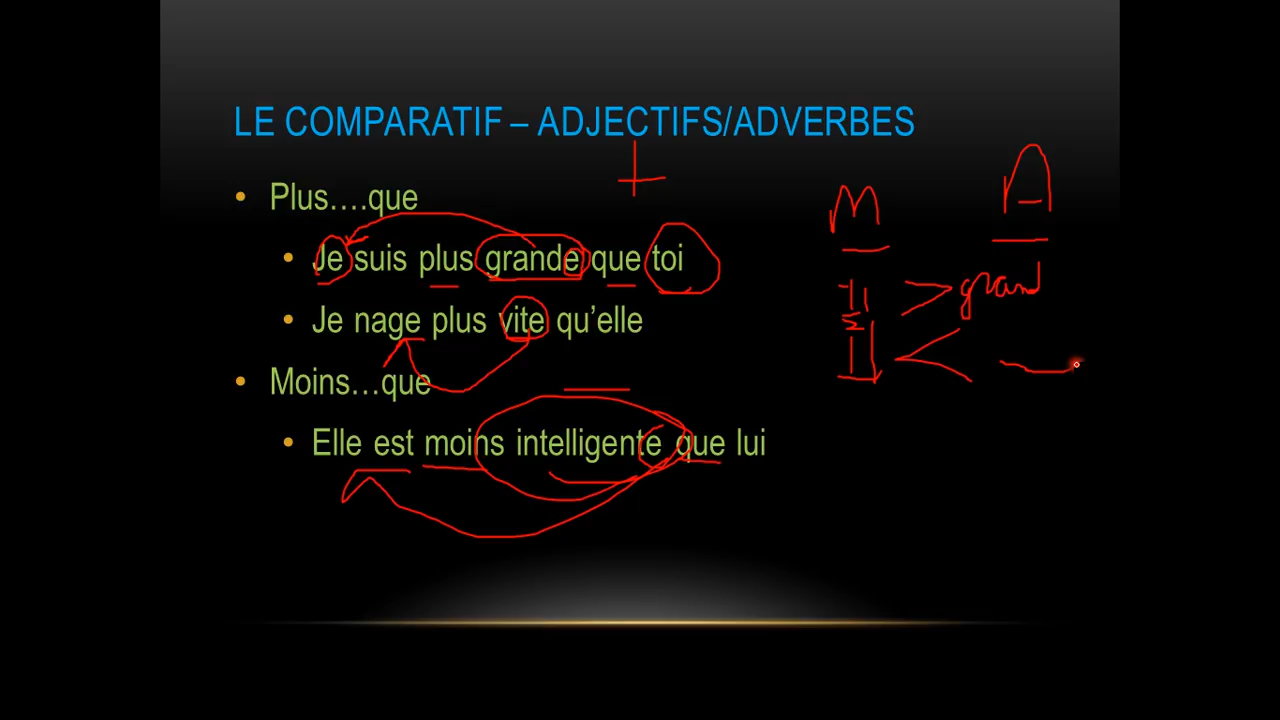 LE COMPARATIF – ADJECTIFS/ADVERBES
+
• Plus….que
M A
• Je suis plus grande que toi
grand
• Je nage plus vite qu'elle
• Moins…que
• Elle est moins intelligente que lui